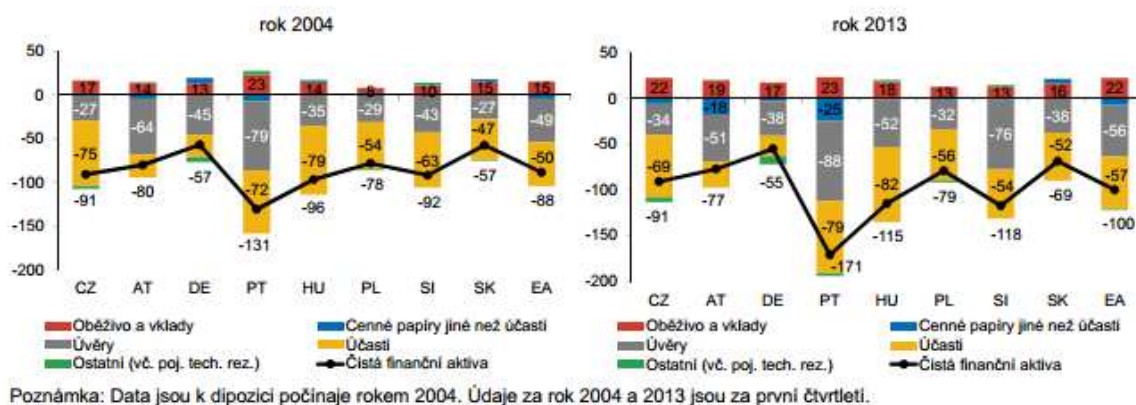 rok 2004
50
0
-50
-100
-150
-200
17 14 13 23 14 8 10 15 15
-27 -64 -45 -79 -35 -29 -43 -27 -49
-75 -72 -79 -54 -63 -47 -50
-91 -80 -57 -131 -96 -78 -92 -57 -88
CZ AT DE PT HU PL SI SK EA
Oběživo a vklady Cenné papíry jiné než účasti
Úvěry Účasti
Ostatní (vč. poj. tech. rez.) Čistá finanční aktiva
rok 2013
50
0
-50
-100
-150
-200
22 19 17 23 18 13 13 16 22
-18 -25
-34 -51 -38 -88 -52 -32 -76 -38 -56
-69 -79 -82 -56 -54 -52 -57
-91 -77 -55 -171 -115 -79 -118 -69 -100
CZ AT DE PT HU PL SI SK EA
Oběživo a vklady Cenné papíry jiné než účasti
Úvěry Účasti
Ostatní (vč. poj. tech. rez.) Čistá finanční aktiva
Poznámka: Data jsou k dipozici počínaje rokem 2004. Údaje za rok 2004 a 2013 jsou za první čtvrtletí.